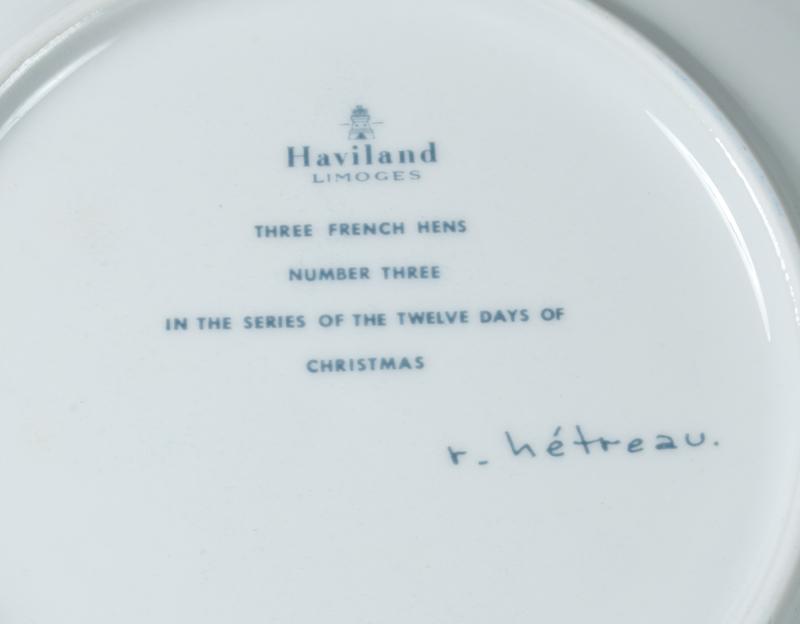 Haviland
LIMOGES
THREE FRENCH HENS
NUMBER THREE
IN THE SERIES OF THE TWELVE DAYS OF
CHRISTMAS
r. hétreau.